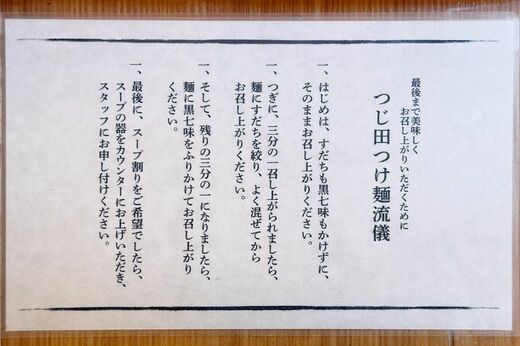 最後まで美味しく
お召し上がりいただくために
つじ田つけ麺流儀
一、はじめは、すだちも黒七味もかけずに、
そのままお召し上がりください。
一、つぎに、三分の一召し上がられましたら、
麺にすだちを絞り、よく混ぜてから
お召し上がりください。
一、そして、残りの三分の一になりましたら、
麺に黒七味をふりかけてお召し上がり
ください。
一、最後に、スープ割りをご希望でしたら、
スープの器をカウンターにお上げいただき、
スタッフにお申し付けください。